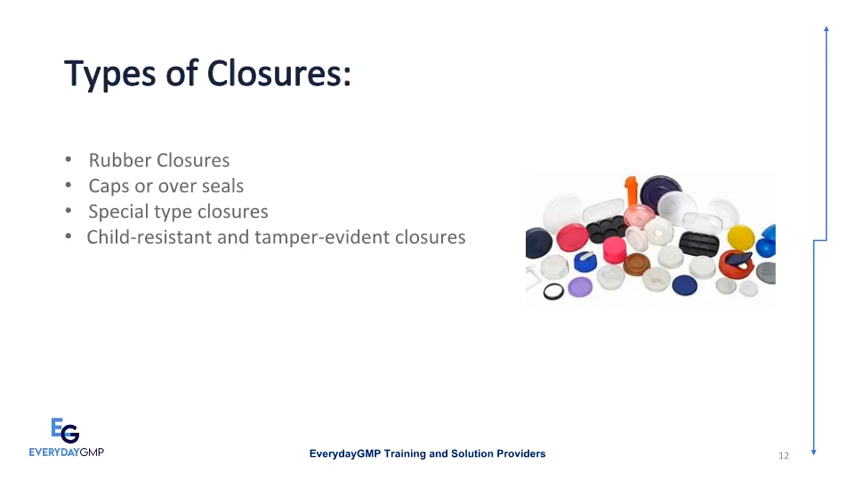 Types of Closures:
• Rubber Closures
• Caps or over seals
• Special type closures
• Child-resistant and tamper-evident closures
EG
EVERYDAYGMP
EverydayGMP Training and Solution Providers
12